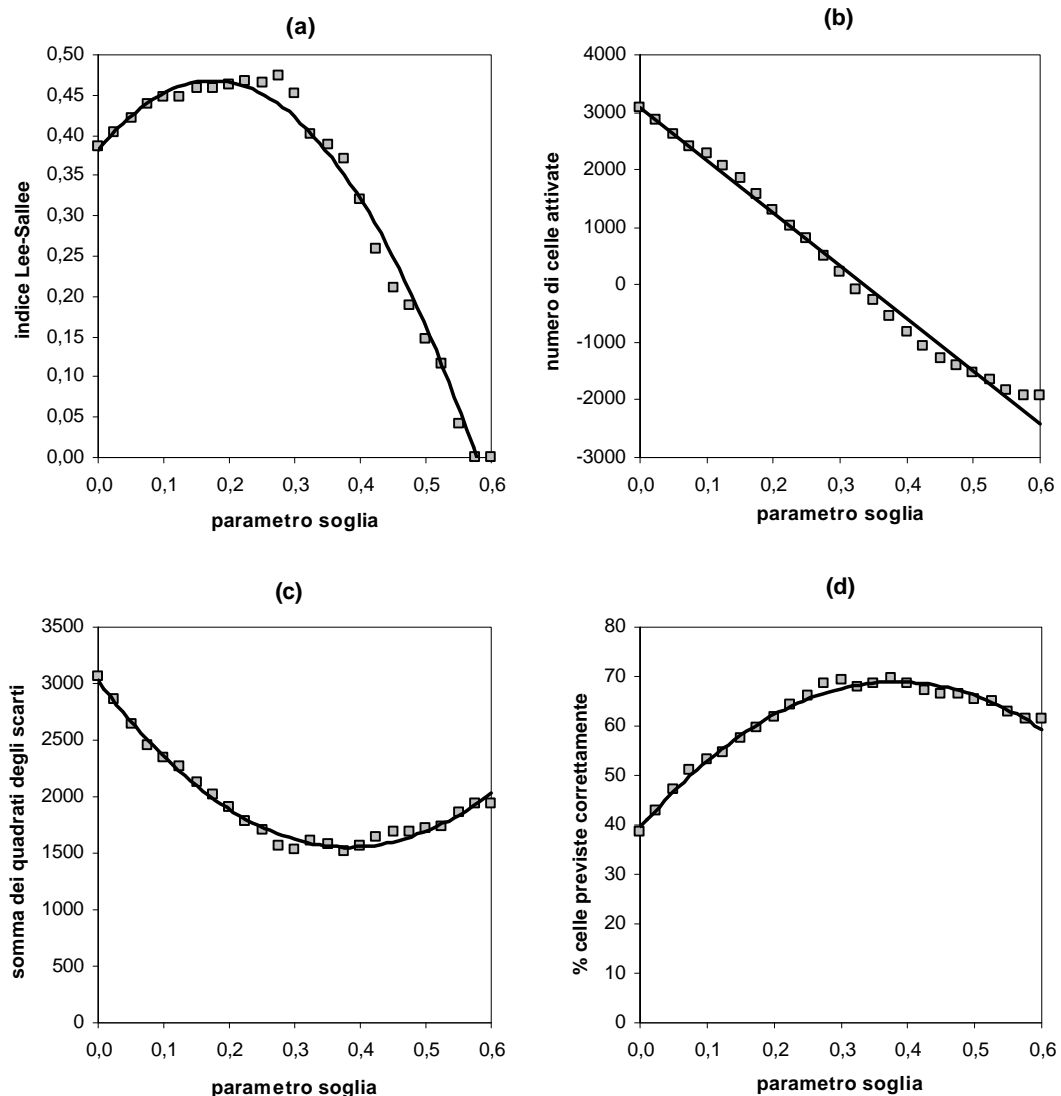 (a)
indice Lee-Sallee
0,50
0,45
0,40
0,35
0,30
0,25
0,20
0,15
0,10
0,05
0,00
0,0 0,1 0,2 0,3 0,4 0,5 0,6
parametro soglia
(b)
numero di celle attivate
4000
3000
2000
1000
0
-1000
-2000
-3000
0,0 0,1 0,2 0,3 0,4 0,5 0,6
parametro soglia
(c)
somma dei quadrati degli scarti
3500
3000
2500
2000
1500
1000
500
0
0,0 0,1 0,2 0,3 0,4 0,5 0,6
parametro soglia
(d)
% celle previste correttamente
80
70
60
50
40
30
20
10
0
0,0 0,1 0,2 0,3 0,4 0,5 0,6
parametro soglia